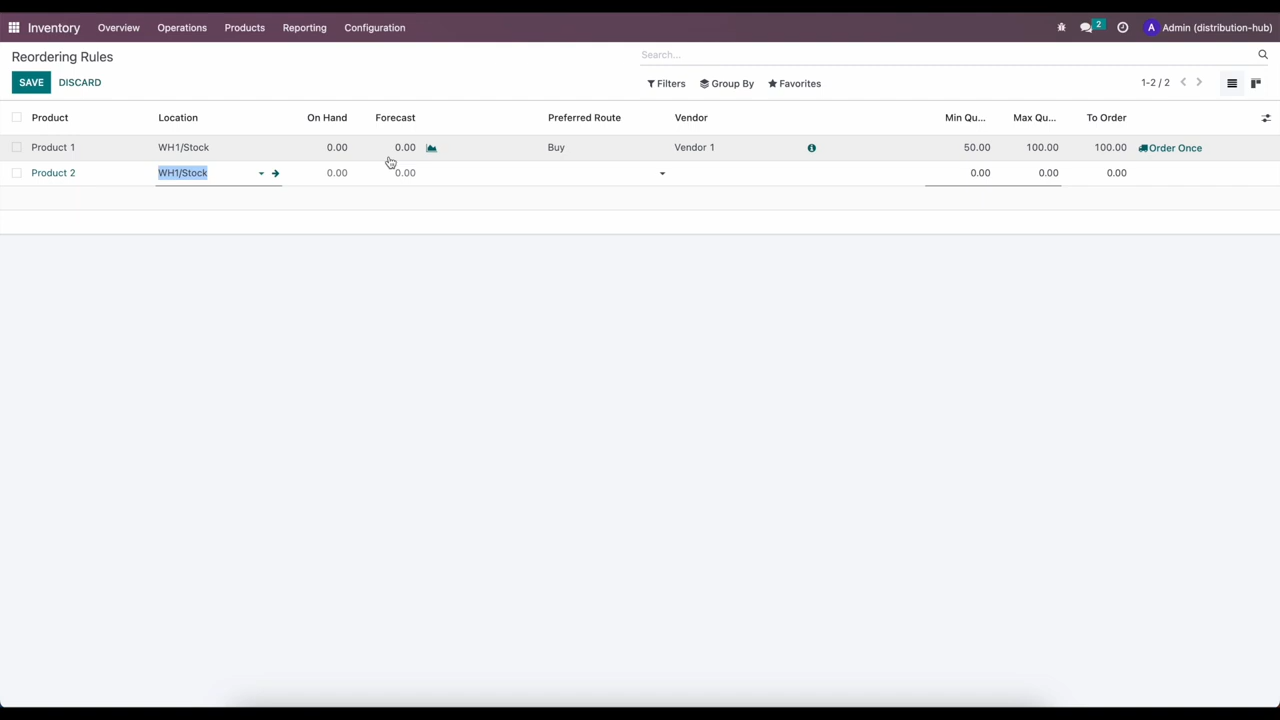 Inventory Overview Operations Products Reporting Configuration 2 A Admin (distribution-hub)
Reordering Rules Search...
SAVE DISCARD Filters Group By Favorites 1-2 / 2
Product Location On Hand Forecast Preferred Route Vendor Min Qu... Max Qu... To Order
Product 1 WH1/Stock 0.00 0.00 Buy Vendor 1 50.00 100.00 100.00 Order Once
Product 2 WH1/Stock 0.00 0.00 0.00 0.00 0.00